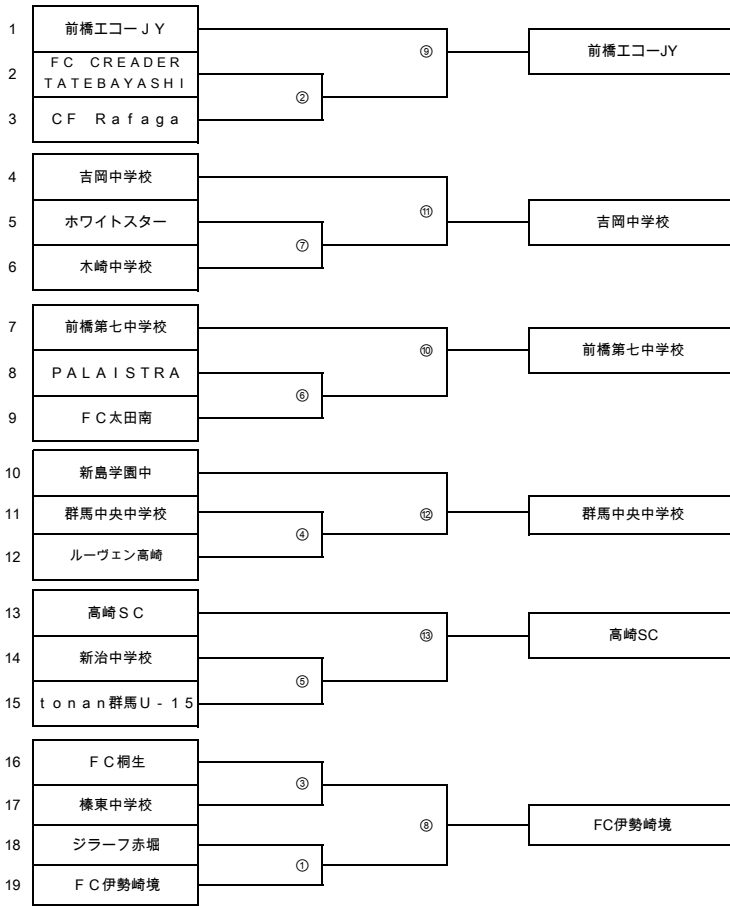 1
前橋エコーＪＹ
⑨
前橋エコーJY
2
ＦＣ　ＣＲＥＡＤＥＲ
ＴＡＴＥＢＡＹＡＳＨＩ
②
3
ＣＦ　Ｒａｆａｇａ
4
吉岡中学校
⑪
吉岡中学校
5
ホワイトスター
⑦
6
木崎中学校
7
前橋第七中学校
⑩
前橋第七中学校
8
ＰＡＬＡＩＳＴＲＡ
⑥
9
ＦＣ太田南
10
新島学園中
11
群馬中央中学校
⑫
群馬中央中学校
④
12
ルーヴェン高崎
13
高崎ＳＣ
⑬
高崎SC
14
新治中学校
⑤
15
ｔｏｎａｎ群馬Ｕ‐１５
16
ＦＣ桐生
③
17
榛東中学校
⑧
FC伊勢崎境
18
ジラーフ赤堀
①
19
ＦＣ伊勢崎境